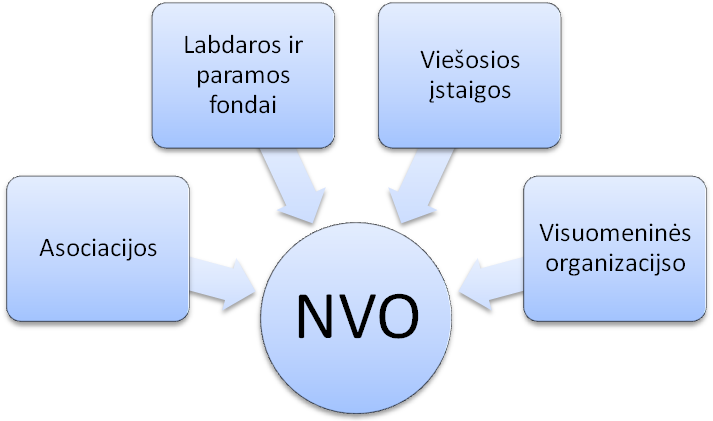 Labdaros ir
paramos
fondai
Viešosios
įstaigos
Asociacijos
Visuomeninės
organizacijso
NVO